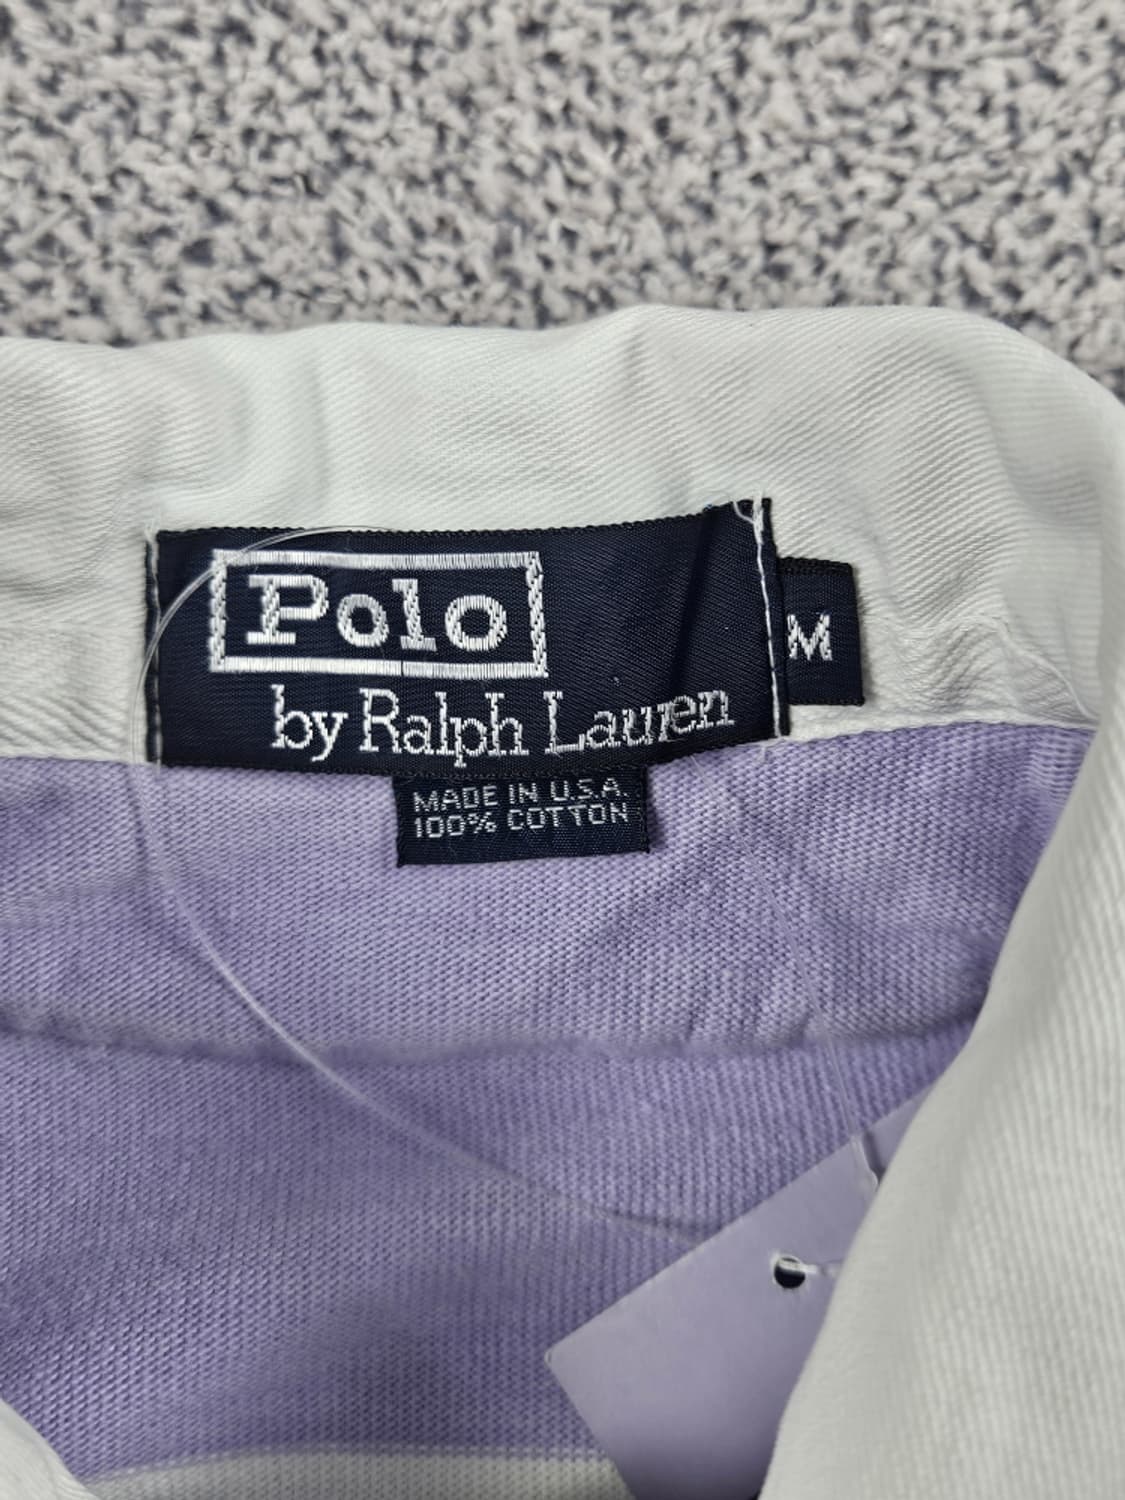 Polo
by Ralph Lauren
M
MADE IN U.S.A.
100% COTTON